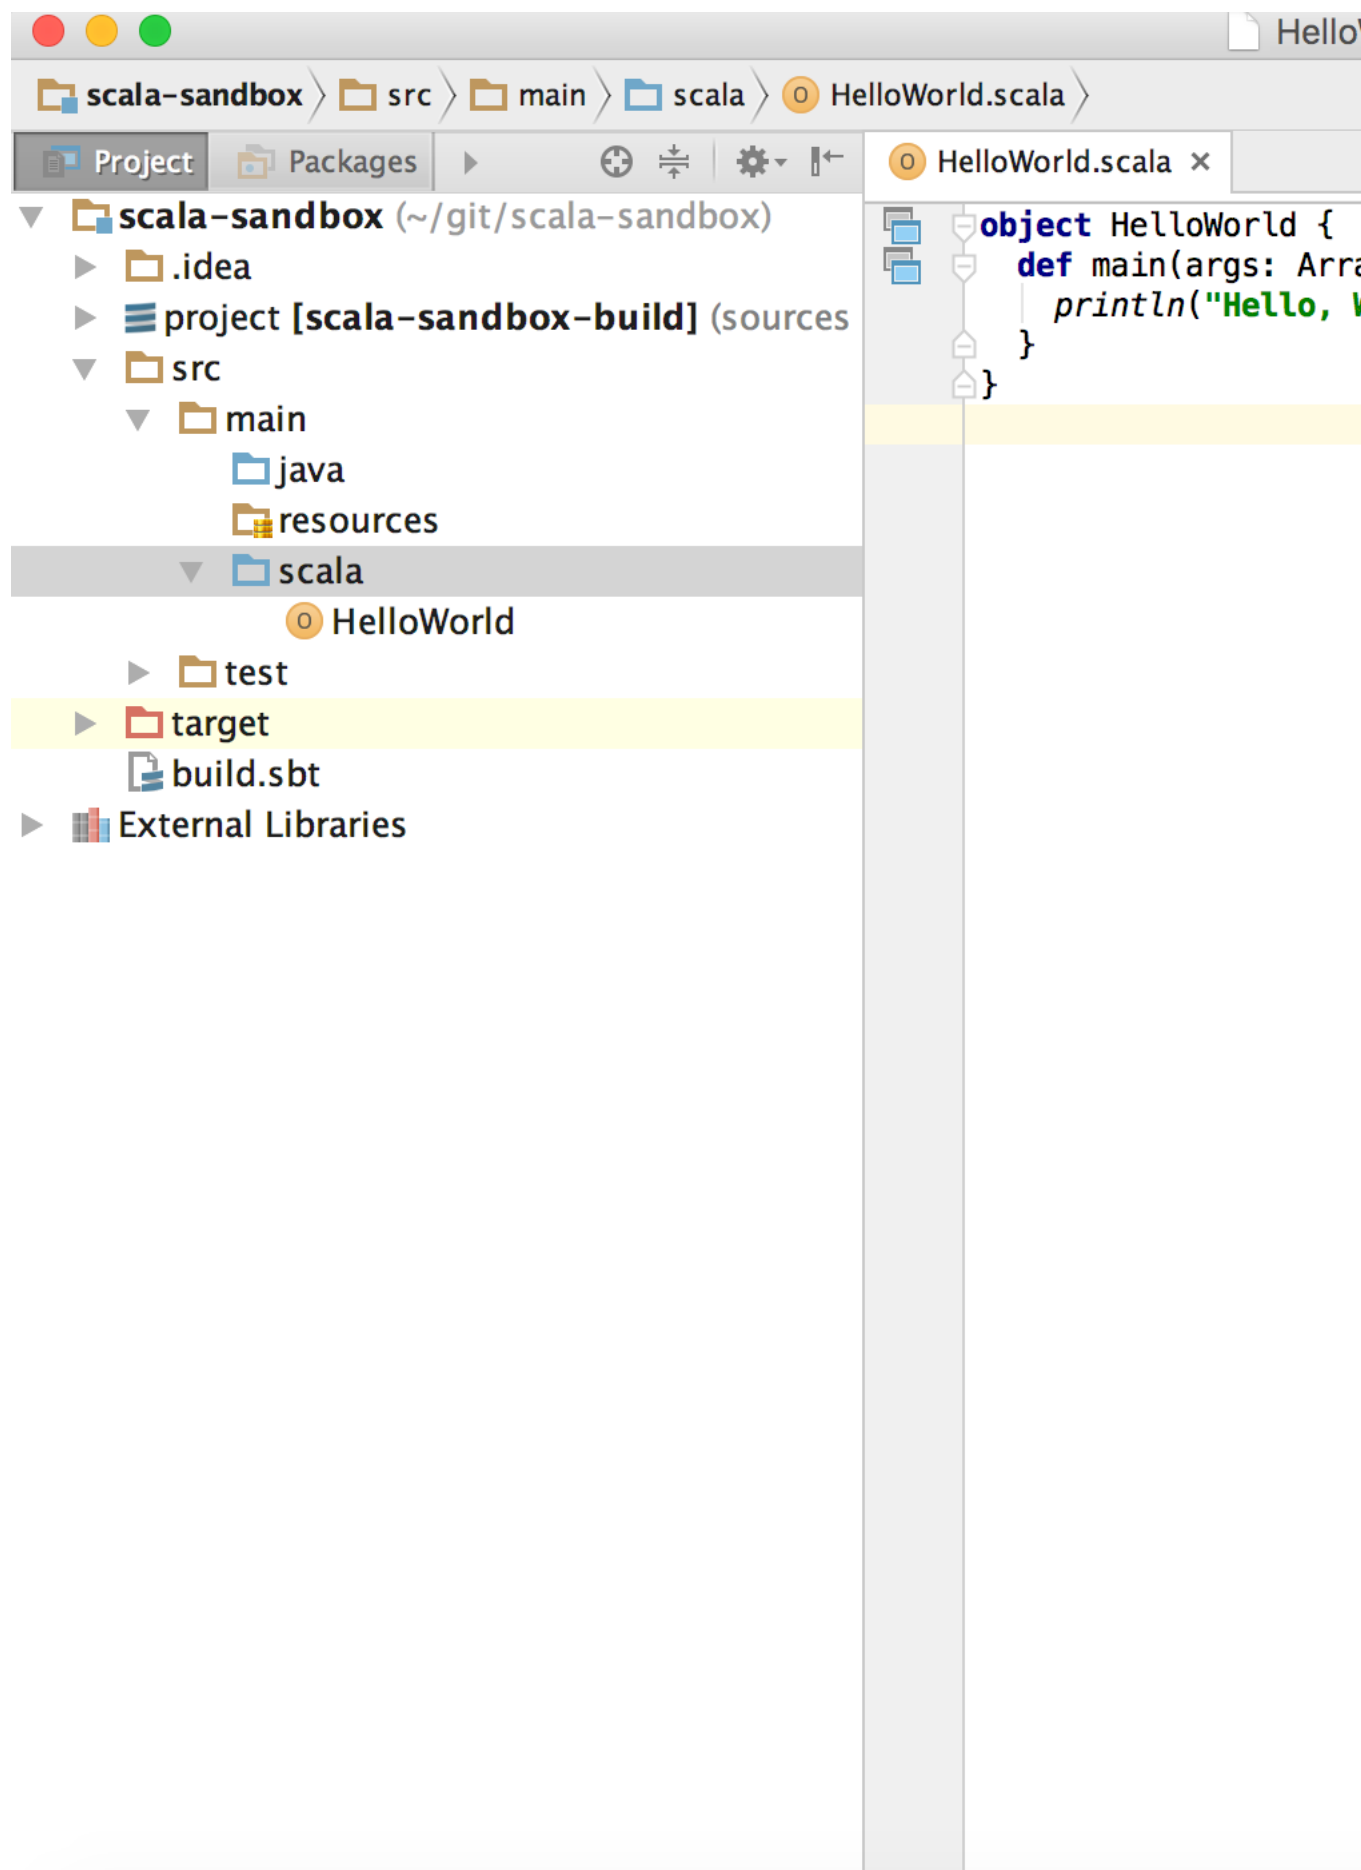 Hello
scala-sandbox src main scala HelloWorld.scala
Project Packages HelloWorld.scala
scala-sandbox (~/git/scala-sandbox)
.idea
project [scala-sandbox-build] (sources
src
main
java
resources
scala
HelloWorld
test
target
build.sbt
External Libraries
object HelloWorld {
def main(args: Arra
println("Hello, W
}
}